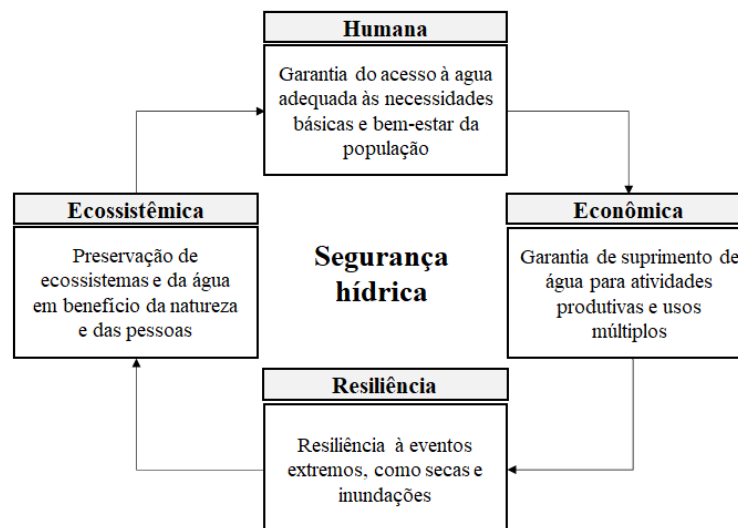 Humana
Garantia do acesso à agua
adequada às necessidades
básicas e bem-estar da
população
Ecossistêmica
Preservação de
ecossistemas e da água
em benefício da natureza
e das pessoas
Segurança
hídrica
Econômica
Garantia de suprimento de
água para atividades
produtivas e usos
múltiplos
Resiliência
Resiliência à eventos
extremos, como secas e
inundações